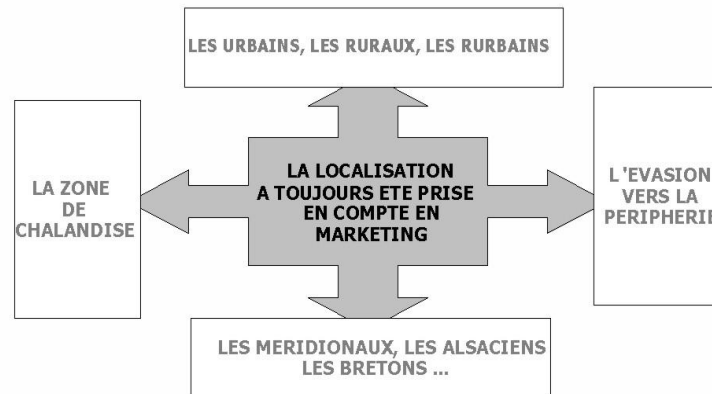 LES URBAINS, LES RURAUX, LES RURBAINS
LA ZONE
DE
CHALANDISE
LA LOCALISATION
A TOUJOURS ETE PRISE
EN COMPTE EN
MARKETING
L'EVASION
VERS LA
PERIPHERIE
LES MERIDIONAUX, LES ALSACIENS
LES BRETONS ...